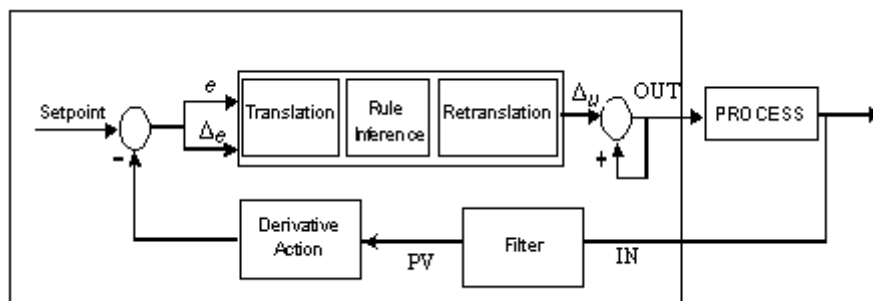 e
Δe
Setpoint
-
Translation
Rule
Inference
Retranslation
Δu
+
OUT
PROCESS
Derivative
Action
PV
Filter
IN